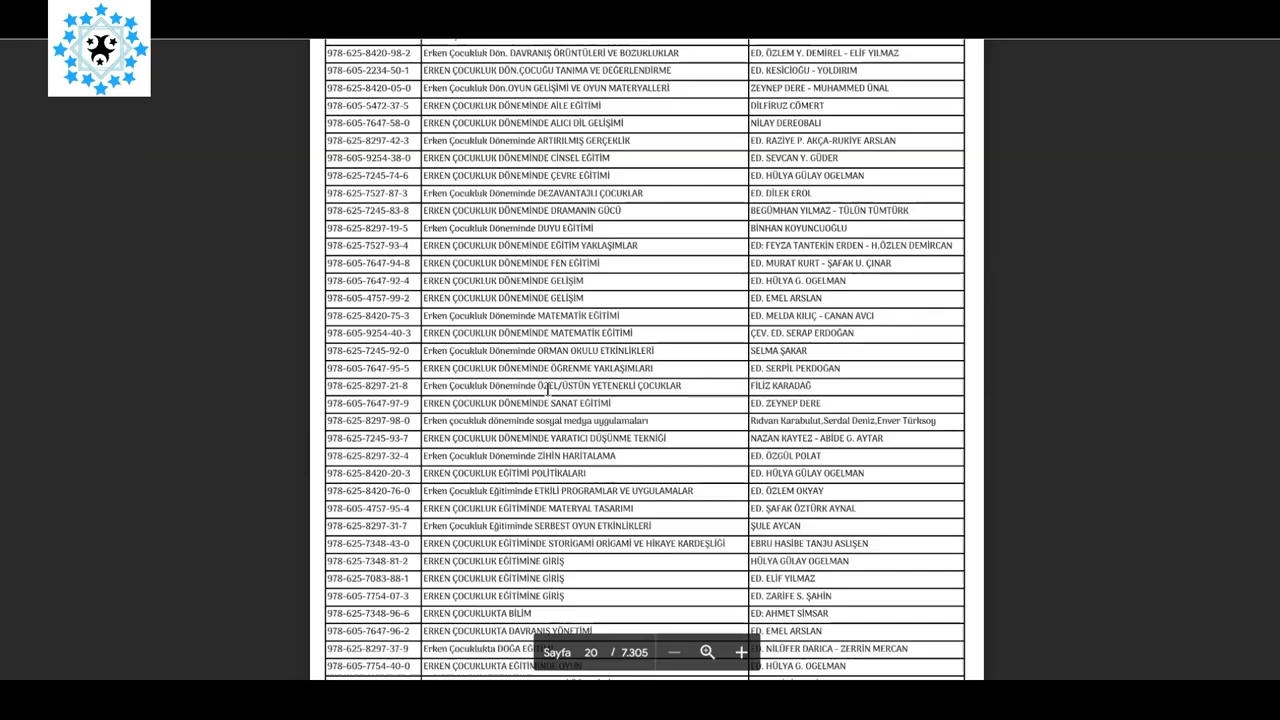 978-625-8420-98-2 Erken Çocukluk Dön. DAVRANIŞ ÖRÜNTÜLERİ VE BOZUKLUKLAR ED. ÖZLEM Y. DEMİREL - ELİF YILMAZ
978-605-2234-50-1 ERKEN ÇOCUKLUK DÖN.ÇOCUĞU TANIMA VE DEĞERLENDİRME ED. KESİCİOĞU - YOLDIRIM
978-625-8420-05-0 Erken Çocukluk Dön.OYUN GELİŞİMİ VE OYUN MATERYALLERİ ZEYNEP DERE - MUHAMMED ÜNAL
978-605-5472-37-5 ERKEN ÇOCUKLUK DÖNEMİNDE AİLE EĞİTİMİ DİLFİRUZ CÖMERT
978-605-7647-58-0 ERKEN ÇOCUKLUK DÖNEMİNDE ALICI DİL GELİŞİMİ NİLAY DEREOBALI
978-625-8297-42-3 Erken Çocukluk Döneminde ARTIRILMIŞ GERÇEKLİK ED. RAZİYE P. AKÇA-RUKİYE ARSLAN
978-605-9254-38-0 ERKEN ÇOCUKLUK DÖNEMİNDE CİNSEL EĞİTİM ED. SEVCAN Y. GÜDER
978-625-7245-74-6 ERKEN ÇOCUKLUK DÖNEMİNDE ÇEVRE EĞİTİMİ ED. HÜLYA GÜLAY OGELMAN
978-625-7527-87-3 Erken Çocukluk Döneminde DEZAVANTAJLI ÇOCUKLAR ED. DİLEK EROL
978-625-7245-83-8 ERKEN ÇOCUKLUK DÖNEMİNDE DRAMANIN GÜCÜ BEGÜMHAN YILMAZ - TÜLÜN TÜMTÜRK
978-625-8297-19-5 Erken Çocukluk Döneminde DUYU EĞİTİMİ BİNHAN KOYUNCUOĞLU
978-625-7527-93-4 ERKEN ÇOCUKLUK DÖNEMİNDE EĞİTİM YAKLAŞIMLAR ED: FEYZA TANTEKİN ERDEN - H.ÖZLEN DEMİRCAN
978-605-7647-94-8 ERKEN ÇOCUKLUK DÖNEMİNDE FEN EĞİTİMİ ED. MURAT KURT - ŞAFAK U. ÇINAR
978-605-7647-92-4 ERKEN ÇOCUKLUK DÖNEMİNDE GELİŞİM ED. HÜLYA G. OGELMAN
978-605-4757-99-2 ERKEN ÇOCUKLUK DÖNEMİNDE GELİŞİM ED. EMEL ARSLAN
978-625-8420-75-3 Erken Çocukluk Döneminde MATEMATİK EĞİTİMİ ED. MELDA KILIÇ - CANAN AVCI
978-605-9254-40-3 ERKEN ÇOCUKLUK DÖNEMİNDE MATEMATİK EĞİTİMİ ÇEV. ED. SERAP ERDOĞAN
978-625-7245-92-0 Erken Çocukluk Döneminde ORMAN OKULU ETKİNLİKLERİ SELMA ŞAKAR
978-605-7647-95-5 ERKEN ÇOCUKLUK DÖNEMİNDE ÖĞRENME YAKLAŞIMLARI ED. SERPİL PEKDOĞAN
978-625-8297-21-8 Erken Çocukluk Döneminde ÖZEL/ÜSTÜN YETENEKLİ ÇOCUKLAR FİLİZ KARADAĞ
978-605-7647-97-9 ERKEN ÇOCUKLUK DÖNEMİNDE SANAT EĞİTİMİ ED. ZEYNEP DERE
978-625-8297-98-0 Erken çocukluk döneminde sosyal medya uygulamaları Rıdvan Karabulut,Serdal Deniz,Enver Türksoy
978-625-7245-93-7 ERKEN ÇOCUKLUK DÖNEMİNDE YARATICI DÜŞÜNME TEKNİĞİ NAZAN KAYTEZ - ABİDE G. AYTAR
978-625-8297-32-4 Erken Çocukluk Döneminde ZİHİN HARİTALAMA ED. ÖZGÜL POLAT
978-625-8420-20-3 ERKEN ÇOCUKLUK EĞİTİMİ POLİTİKALARI ED. HÜLYA GÜLAY OGELMAN
978-625-8420-76-0 Erken Çocukluk Eğitiminde ETKİLİ PROGRAMLAR VE UYGULAMALAR ED. ÖZLEM OKYAY
978-605-4757-95-4 ERKEN ÇOCUKLUK EĞİTİMİNDE MATERYAL TASARIMI ED. ŞAFAK ÖZTÜRK AYNAL
978-625-8297-31-7 Erken Çocukluk Eğitiminde SERBEST OYUN ETKİNLİKLERİ ŞULE AYCAN
978-625-7348-43-0 ERKEN ÇOCUKLUK EĞİTİMİNDE STORİGAMİ ORİGAMİ VE HİKAYE KARDEŞLİĞİ EBRU HASİBE TANJU ASLIŞEN
978-625-7348-81-2 ERKEN ÇOCUKLUK EĞİTİMİNE GİRİŞ HÜLYA GÜLAY OGELMAN
978-625-7083-88-1 ERKEN ÇOCUKLUK EĞİTİMİNE GİRİŞ ED. ELİF YILMAZ
978-605-7754-07-3 ERKEN ÇOCUKLUK EĞİTİMİNE GİRİŞ ED. ZARİFE S. ŞAHİN
978-625-7348-96-6 ERKEN ÇOCUKLUKTA BİLİM ED: AHMET SİMSAR
978-605-7647-96-2 ERKEN ÇOCUKLUKTA DAVRANIŞ YÖNETİMİ ED. EMEL ARSLAN
978-625-8297-37-9 Erken Çocuklukta DOĞA ED. NİLÜFER DARICA - ZERRİN MERCAN
978-605-7754-40-0 ERKEN ÇOCUKLUKTA EĞİTİMİNDE OYUN ED. HÜLYA G. OGELMAN
Sayfa 20 / 7.305